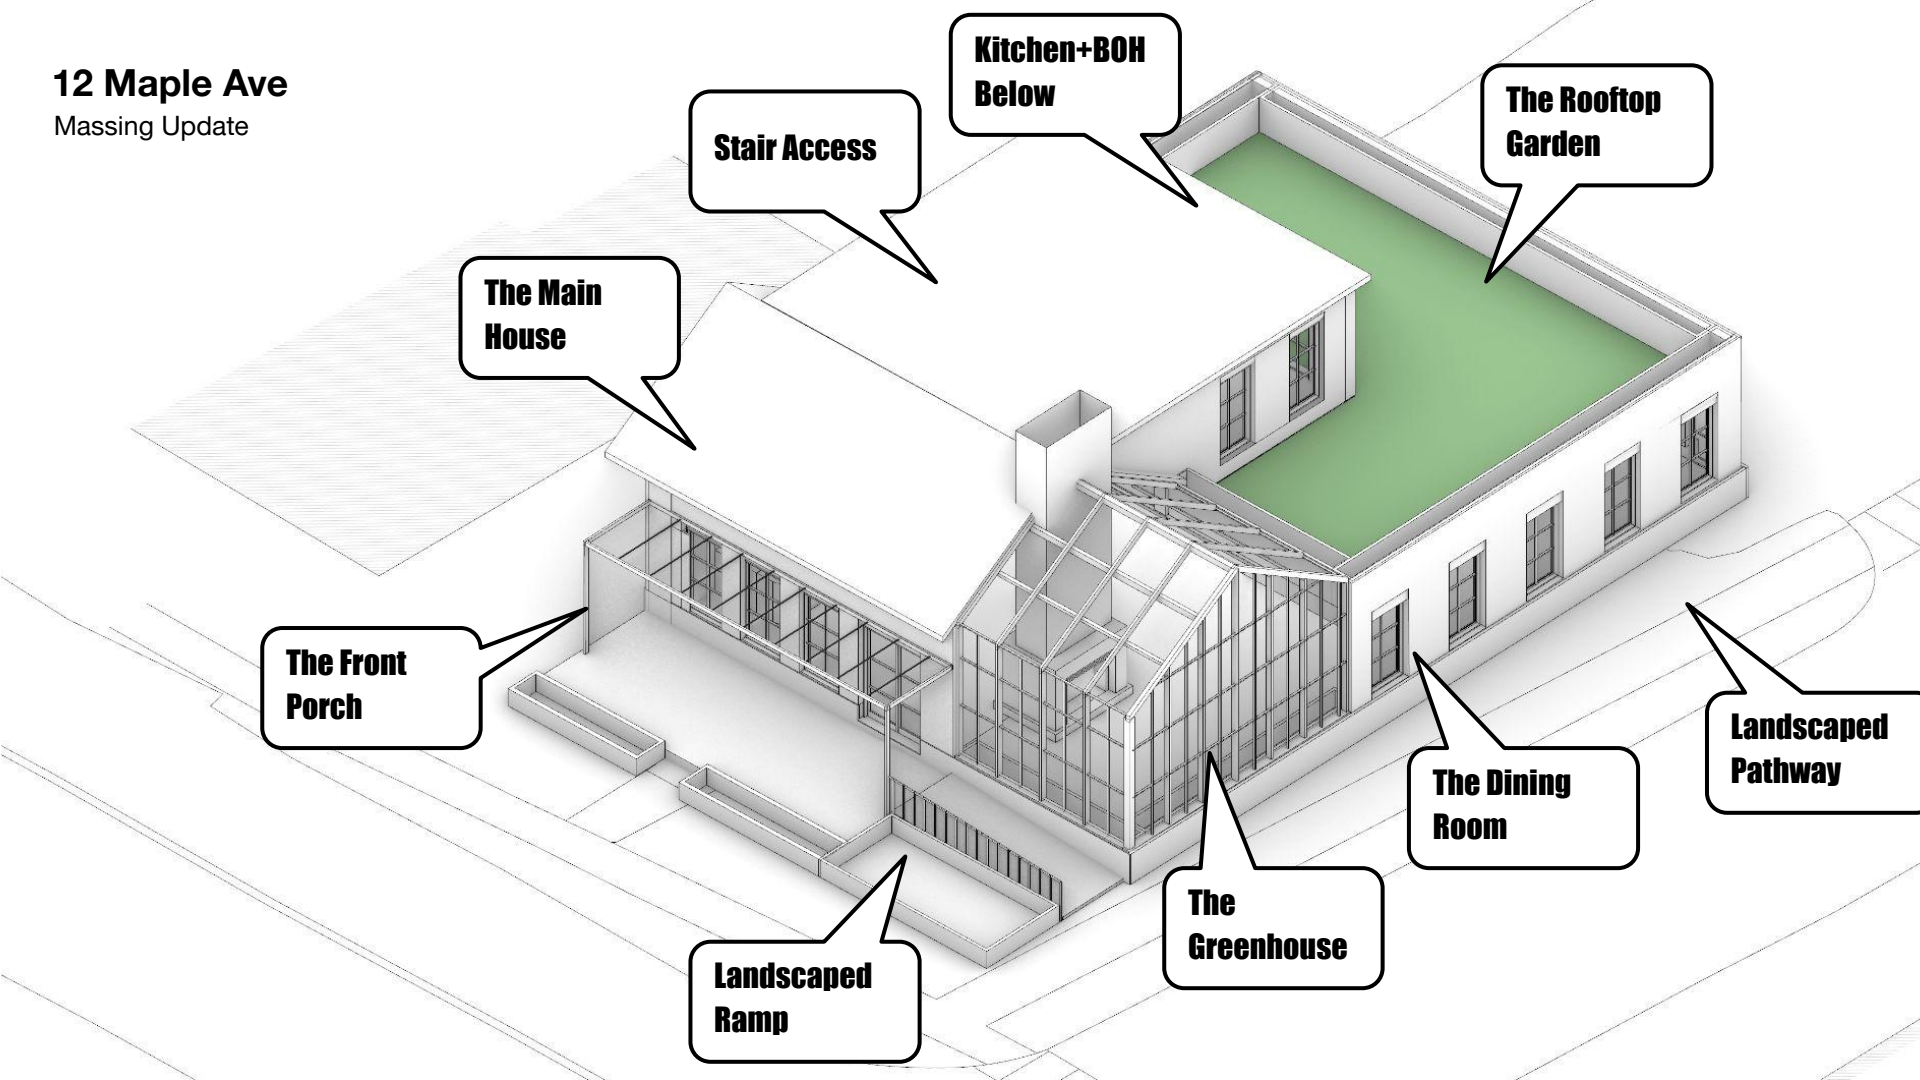 12 Maple Ave
Massing Update
Kitchen+BOH
Below
The Rooftop
Garden
Stair Access
The Main
House
The Front
Porch
Landscaped
Pathway
The Dining
Room
The
Greenhouse
Landscaped
Ramp